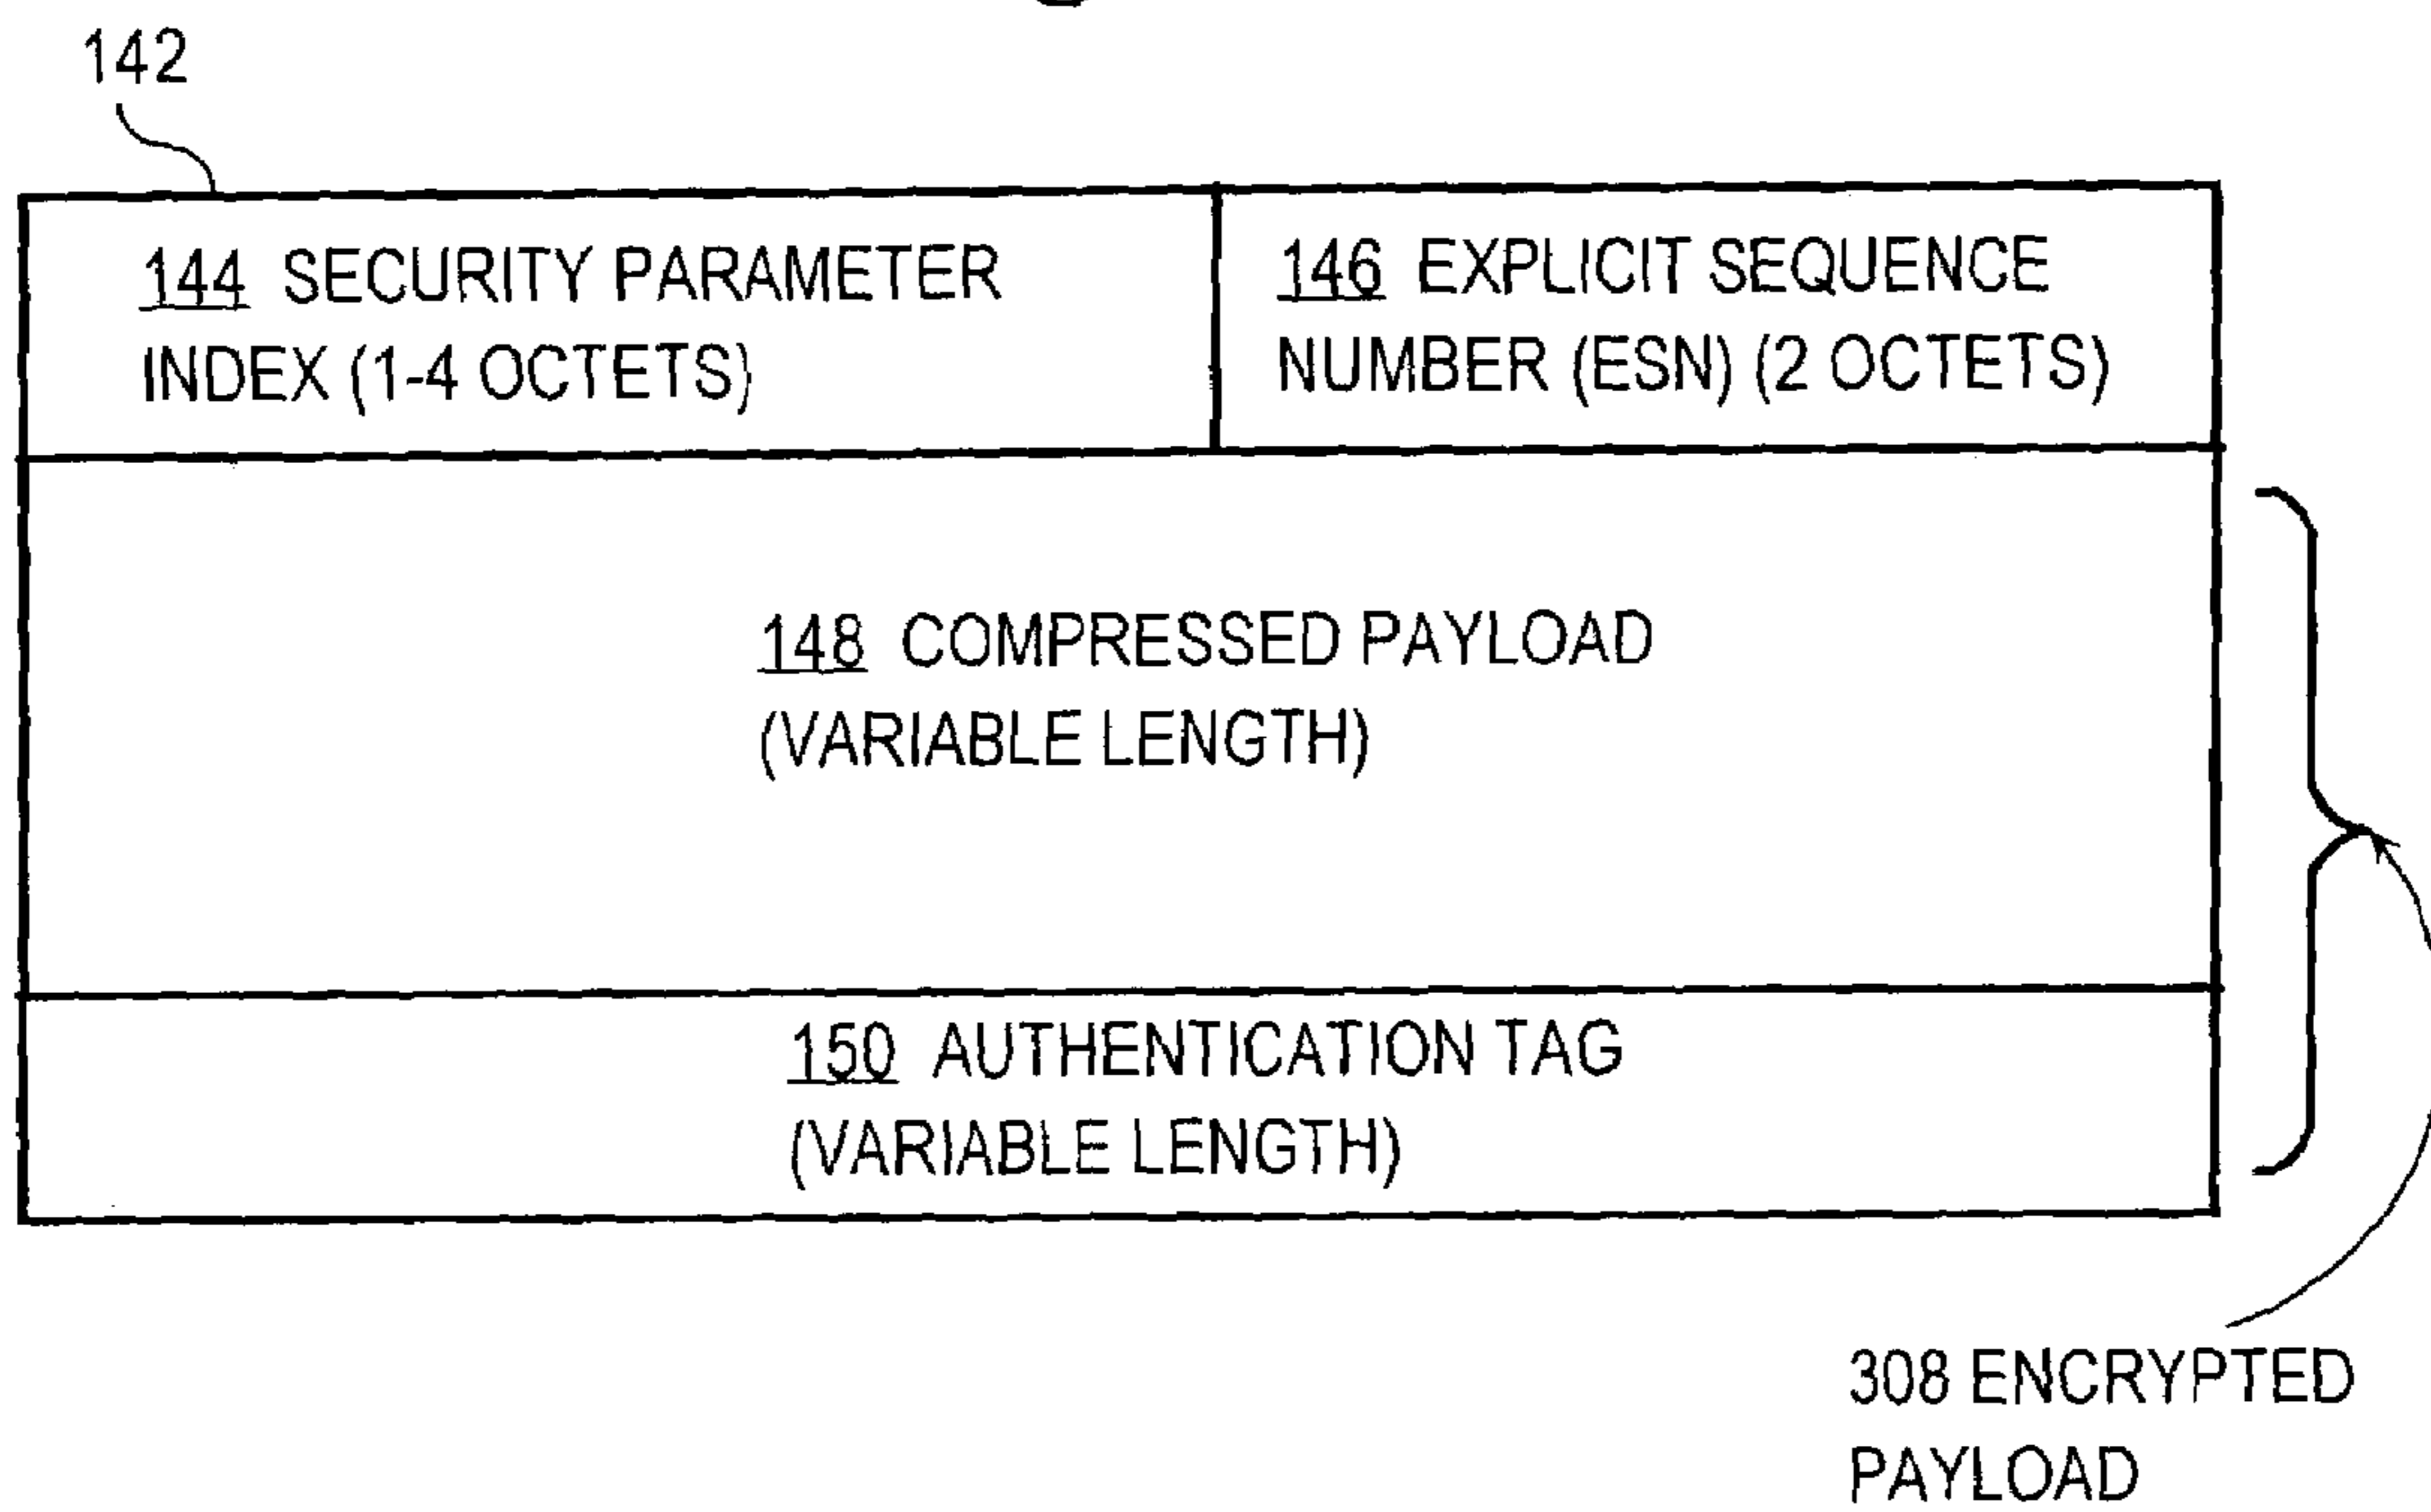 142
144 SECURITY PARAMETER
INDEX (1-4 OCTETS)
146 EXPLICIT SEQUENCE
NUMBER (ESN) (2 OCTETS)
148 COMPRESSED PAYLOAD
(VARIABLE LENGTH)
150 AUTHENTICATION TAG
(VARIABLE LENGTH)
308 ENCRYPTED
PAYLOAD